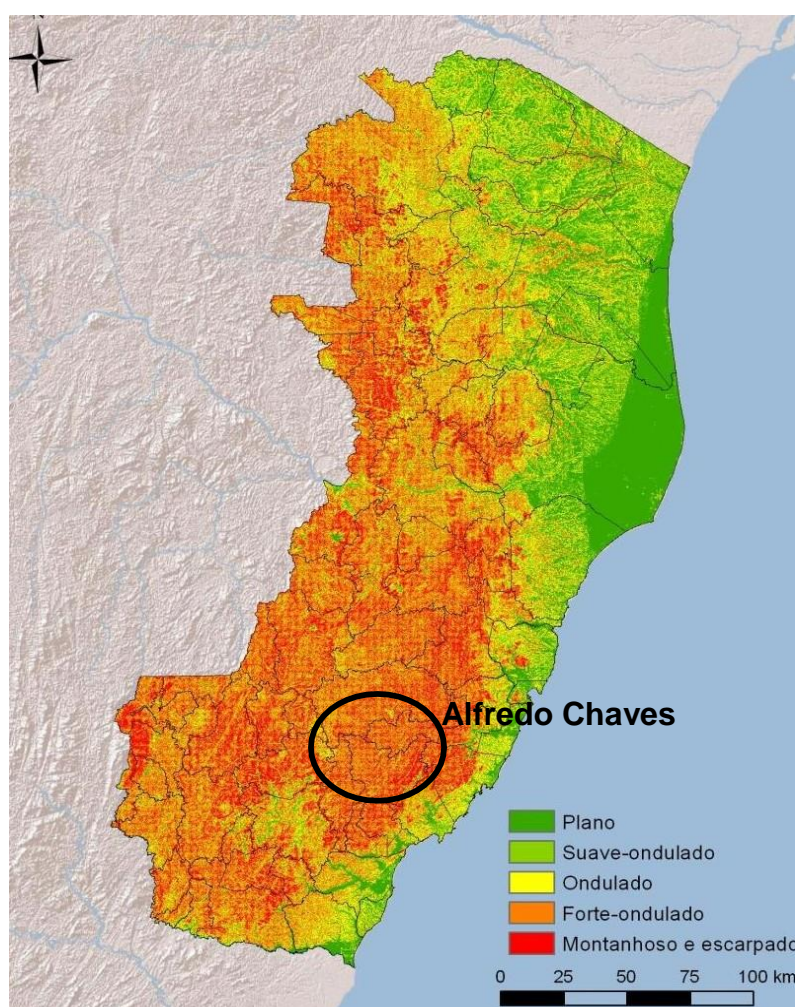 Alfredo Chaves
Plano
Suave-ondulado
Ondulado
Forte-ondulado
Montanhoso e escarpado
0 25 50 75 100 km